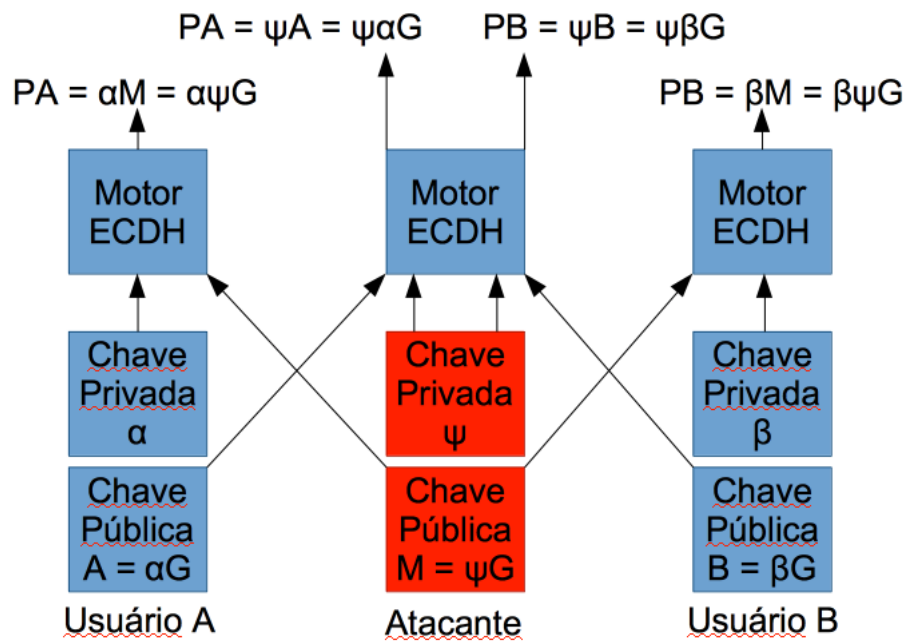 PA = ψA = ψαG PB = ψB = ψβG
PA = αM = αψG PB = βM = βψG
Motor
ECDH
Motor
ECDH
Motor
ECDH
Chave
Privada
α
Chave
Privada
ψ
Chave
Privada
β
Chave
Pública
A = αG
Chave
Pública
M = ψG
Chave
Pública
B = βG
Usuário A
Atacante
Usuário B